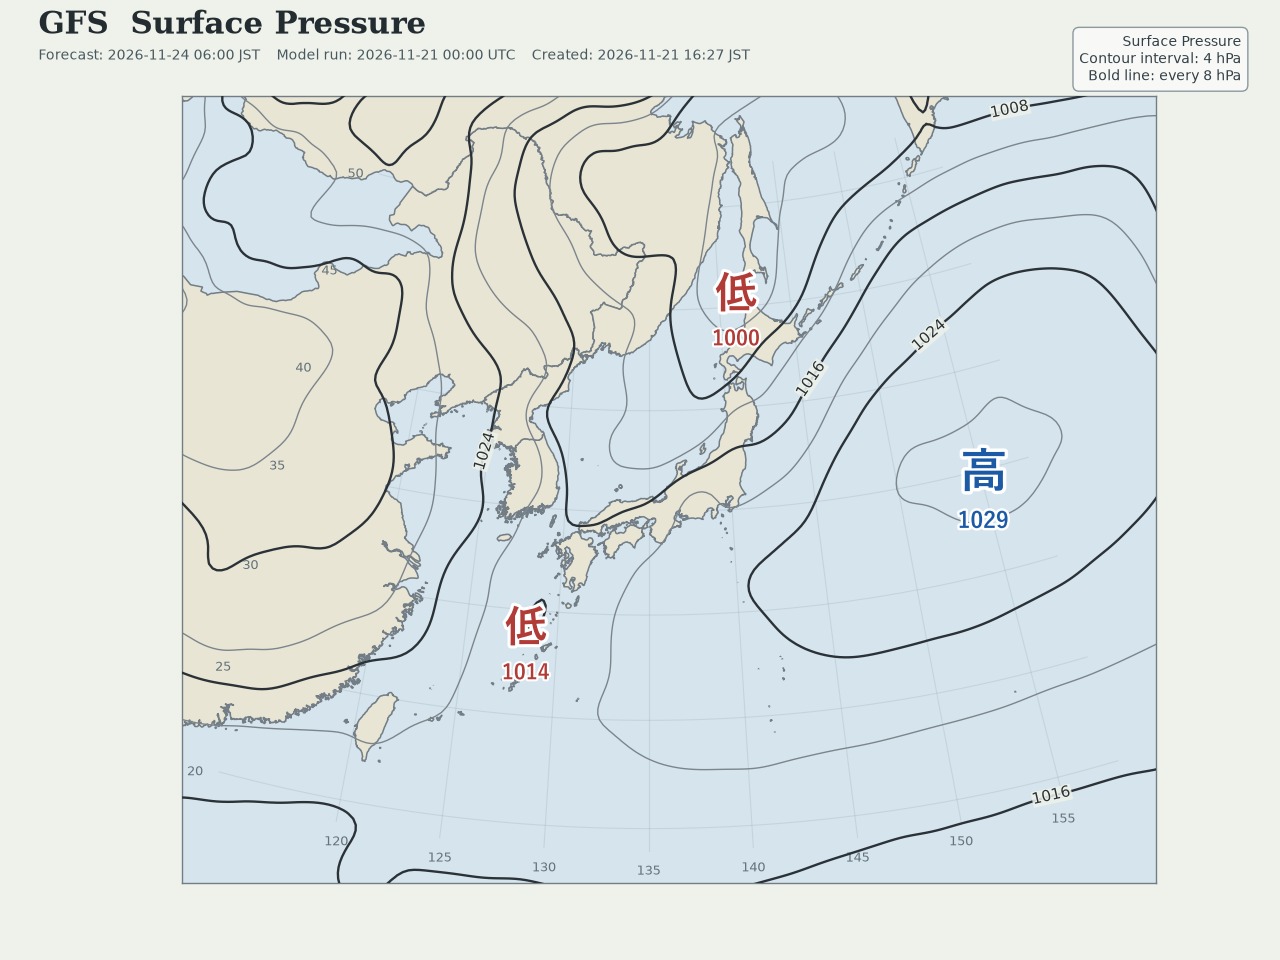 GFS  Surface Pressure
Forecast: 2026-11-24 06:00 JST    Model run: 2026-11-21 00:00 UTC    Created: 2026-11-21 16:27 JST
Surface Pressure
Contour interval: 4 hPa
Bold line: every 8 hPa
1008
50
45
低
1000
1024
40
1016
1024
35
高
1029
30
低
1014
25
20
1016
155
120
125
130
135
140
145
150